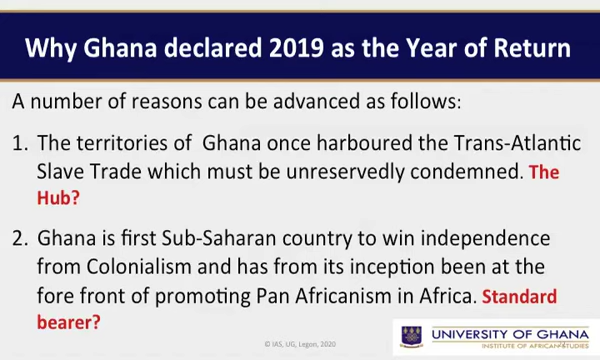 Why Ghana declared 2019 as the Year of Return
A number of reasons can be advanced as follows:
1. The territories of Ghana once harboured the Trans-Atlantic
Slave Trade which must be unreservedly condemned. The
Hub?
2. Ghana is first Sub-Saharan country to win independence
from Colonialism and has from its inception been at the
fore front of promoting Pan Africanism in Africa. Standard
bearer?
© IAS, UG, Legon, 2020
UNIVERSITY OF GHANA
INSTITUTE OF AFRICAN STUDIES